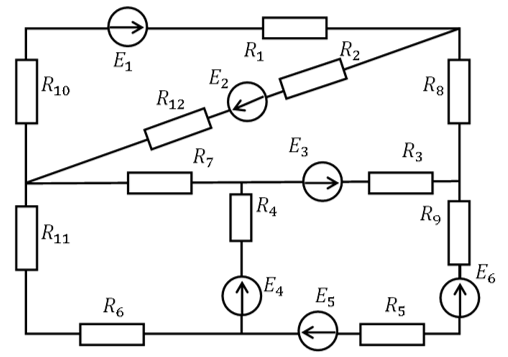 E₁
R₁
R₂
R₁₀
R₁₂
E₂
R₈
R₇
E₃
R₃
R₁₁
R₄
R₉
E₄
E₅
E₆
R₆
R₅